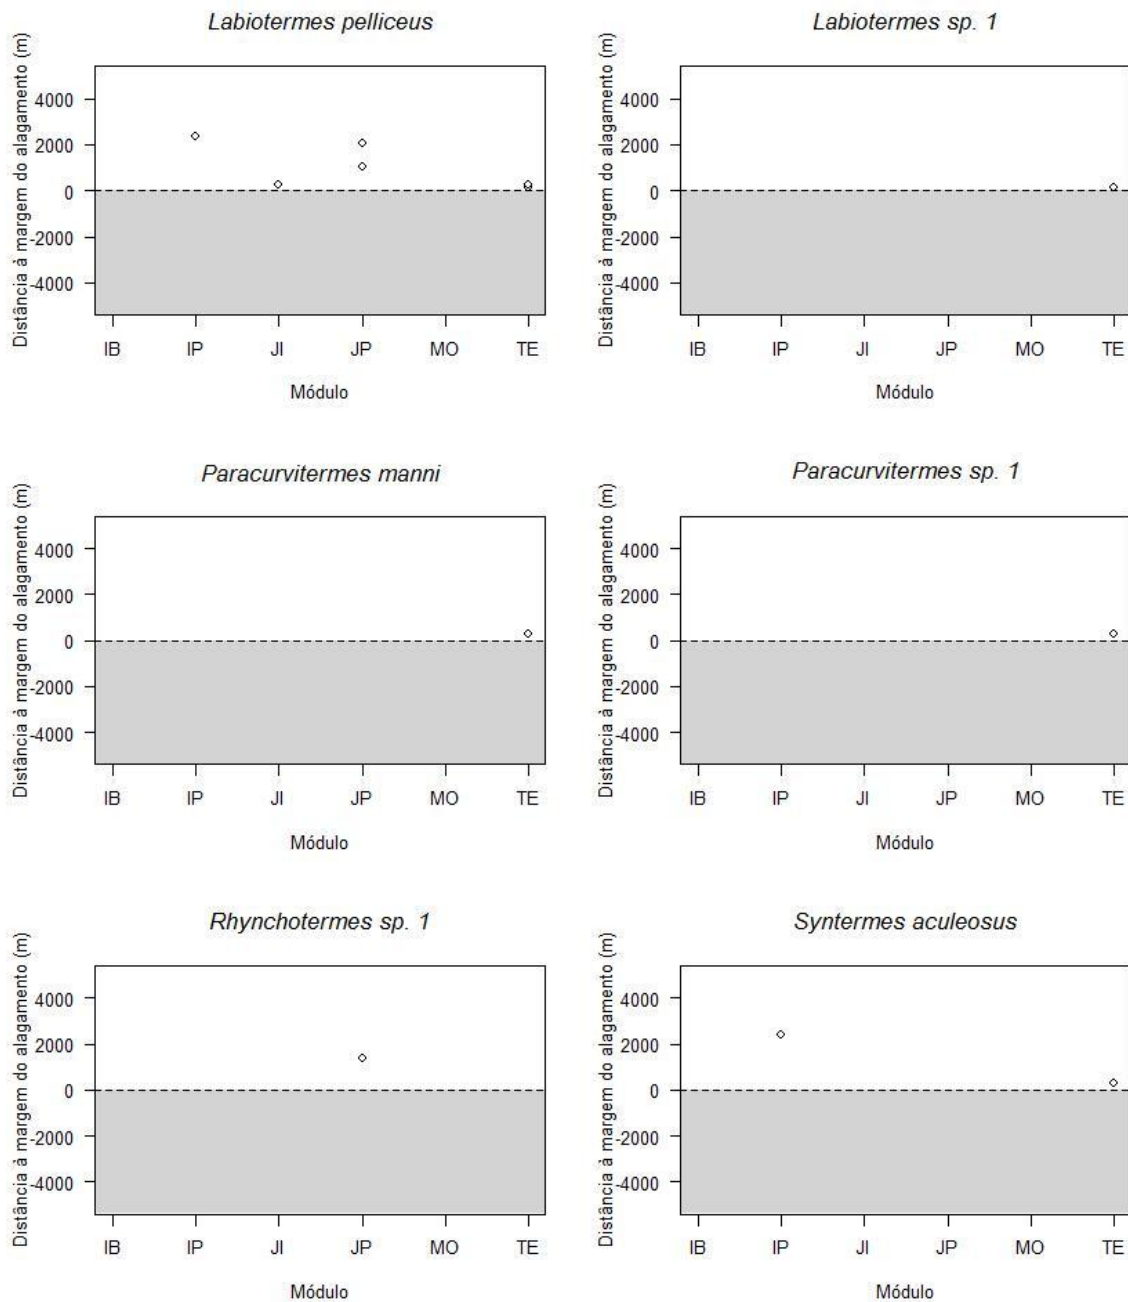 Labiotermes pelliceus
Distância à margem do alagamento (m)
4000
2000
0
-2000
-4000
IB IP JI JP MO TE
Módulo
Labiotermes sp. 1
Distância à margem do alagamento (m)
4000
2000
0
-2000
-4000
IB IP JI JP MO TE
Módulo
Paracurvitermes manni
Distância à margem do alagamento (m)
4000
2000
0
-2000
-4000
IB IP JI JP MO TE
Módulo
Paracurvitermes sp. 1
Distância à margem do alagamento (m)
4000
2000
0
-2000
-4000
IB IP JI JP MO TE
Módulo
Rhynchotermes sp. 1
Distância à margem do alagamento (m)
4000
2000
0
-2000
-4000
IB IP JI JP MO TE
Módulo
Syntermes aculeosus
Distância à margem do alagamento (m)
4000
2000
0
-2000
-4000
IB IP JI JP MO TE
Módulo